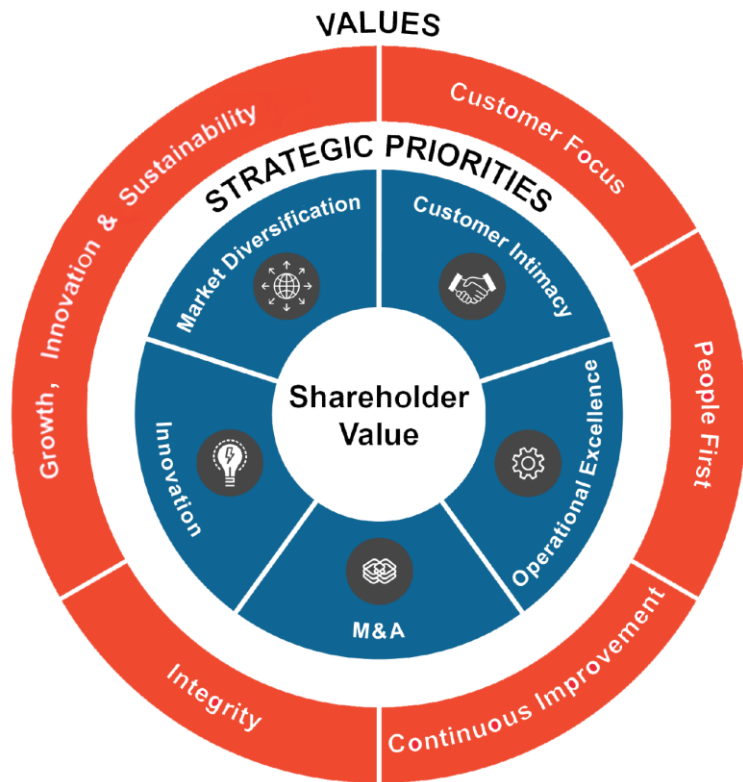 VALUES
Customer Focus
People First
Continuous Improvement
Integrity
Growth, Innovation & Sustainability
STRATEGIC PRIORITIES
Customer Intimacy
Operational Excellence
M&A
Innovation
Market Diversification
Shareholder
Value